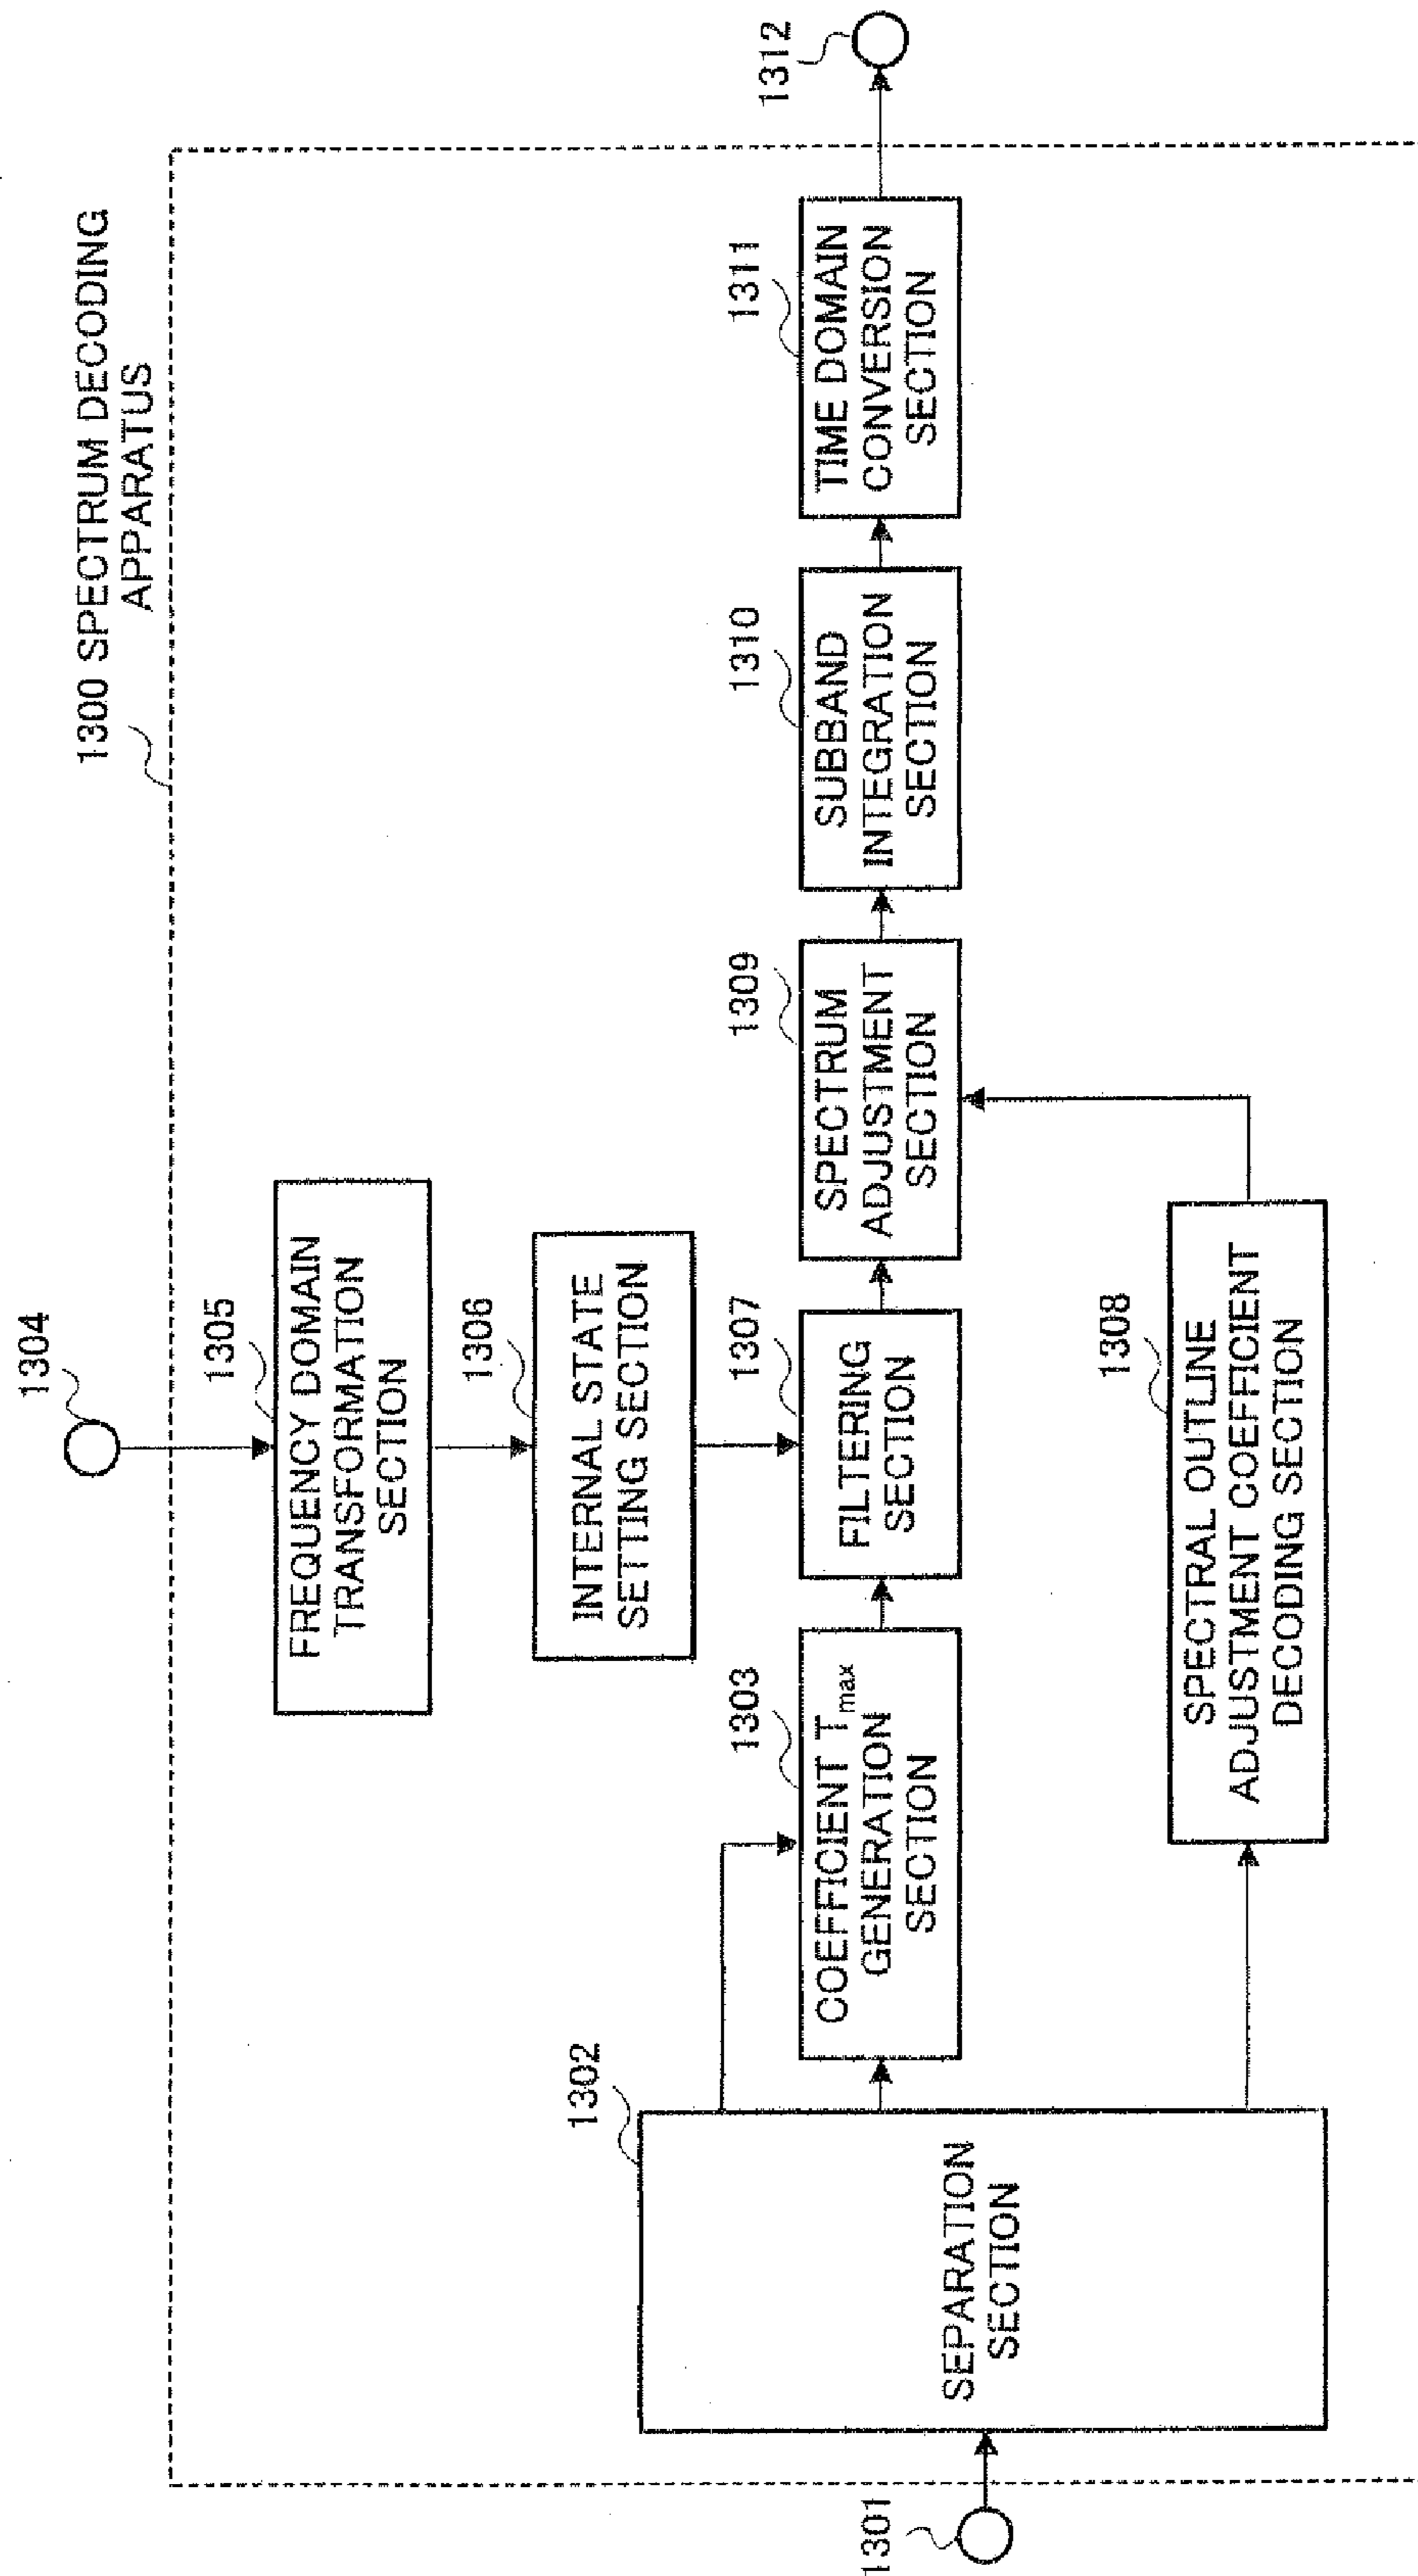 1300 SPECTRUM DECODING
APPARATUS
1304
1305
FREQUENCY DOMAIN
TRANSFORMATION
SECTION
1306
INTERNAL STATE
SETTING SECTION
1301
1302
SEPARATION
SECTION
1303
COEFFICIENT Tmax
GENERATION
SECTION
1307
FILTERING
SECTION
1309
SPECTRUM
ADJUSTMENT
SECTION
1310
SUBBAND
INTEGRATION
SECTION
1311
TIME DOMAIN
CONVERSION
SECTION
1312
1308
SPECTRAL OUTLINE
ADJUSTMENT COEFFICIENT
DECODING SECTION